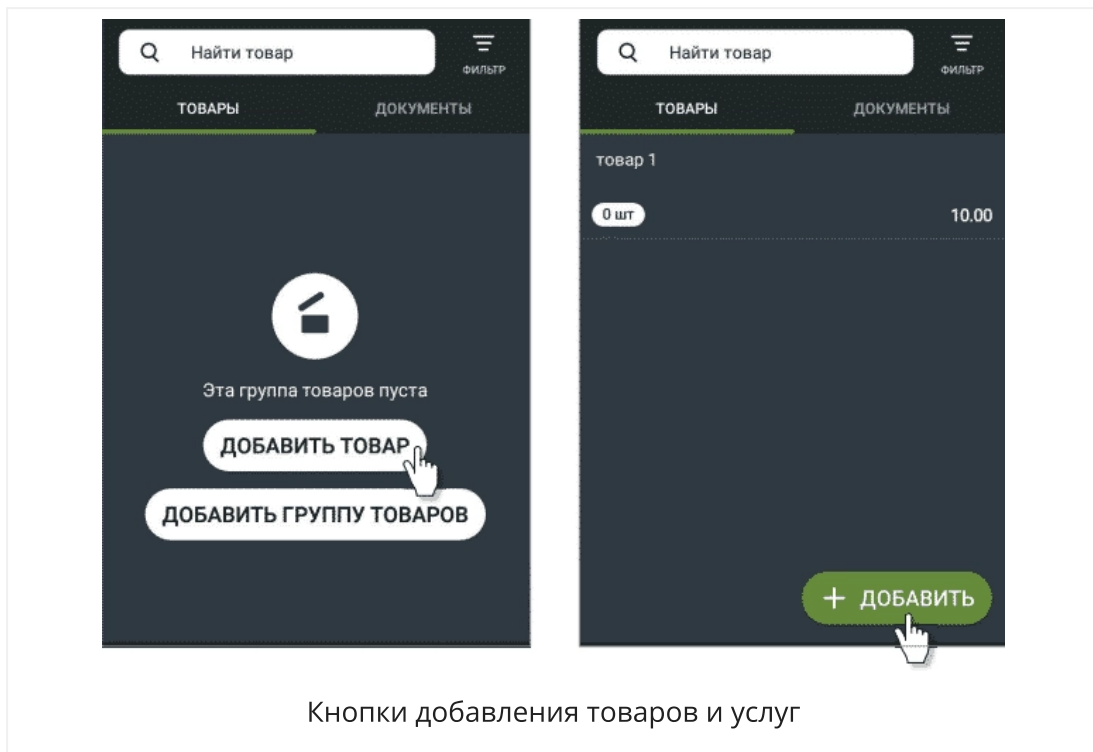 Найти товар
ФИЛЬТР
ТОВАРЫ
ДОКУМЕНТЫ
Эта группа товаров пуста
ДОБАВИТЬ ТОВАР
ДОБАВИТЬ ГРУППУ ТОВАРОВ
Найти товар
ФИЛЬТР
ТОВАРЫ
ДОКУМЕНТЫ
товар 1
0 шт
10.00
+ ДОБАВИТЬ
Кнопки добавления товаров и услуг